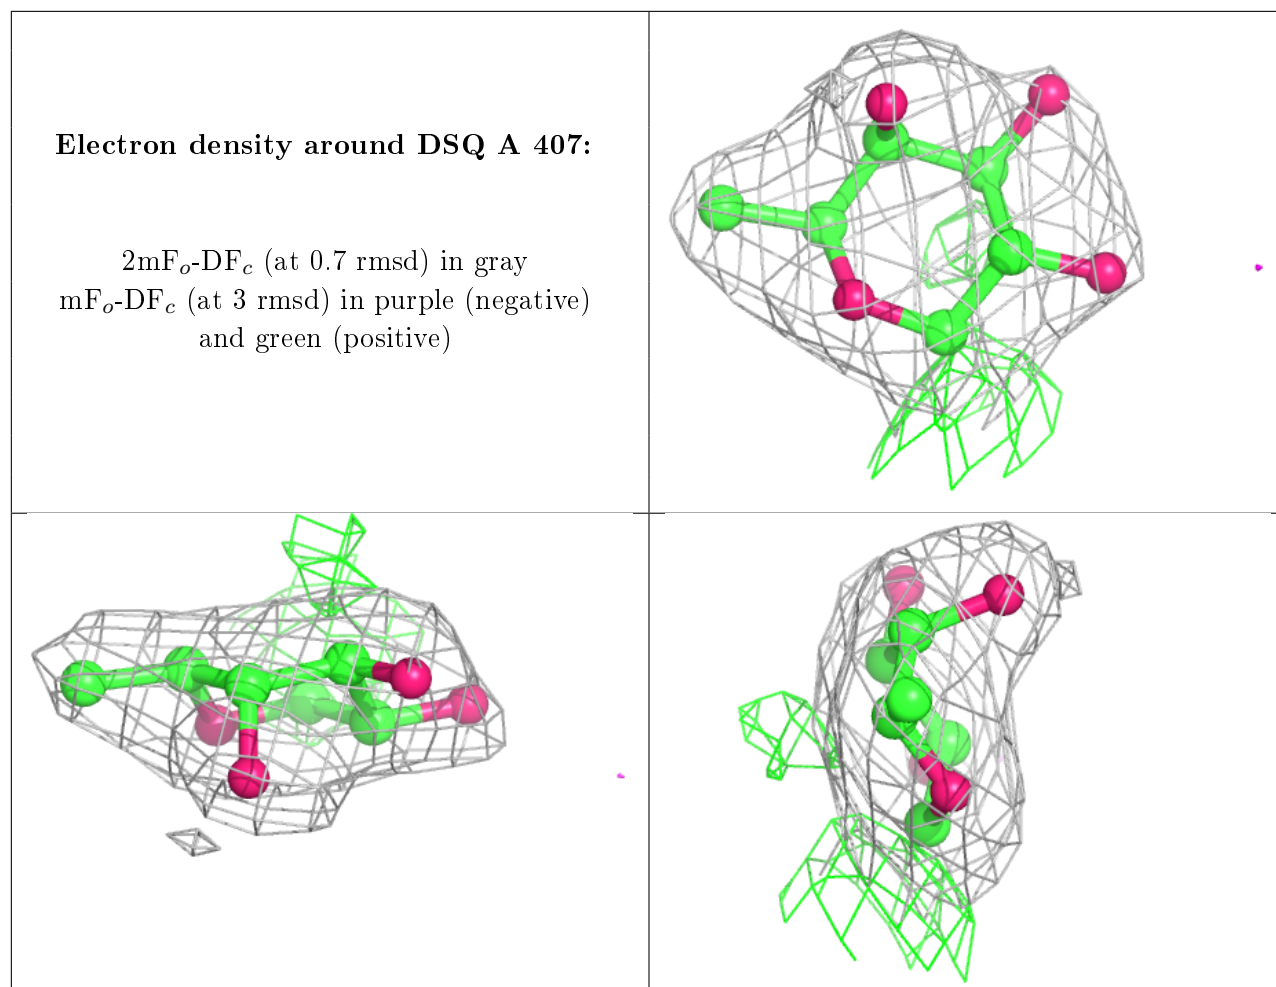 Electron density around DSQ A 407:
2mFo-DFc (at 0.7 rmsd) in gray
mFo-DFc (at 3 rmsd) in purple (negative)
and green (positive)